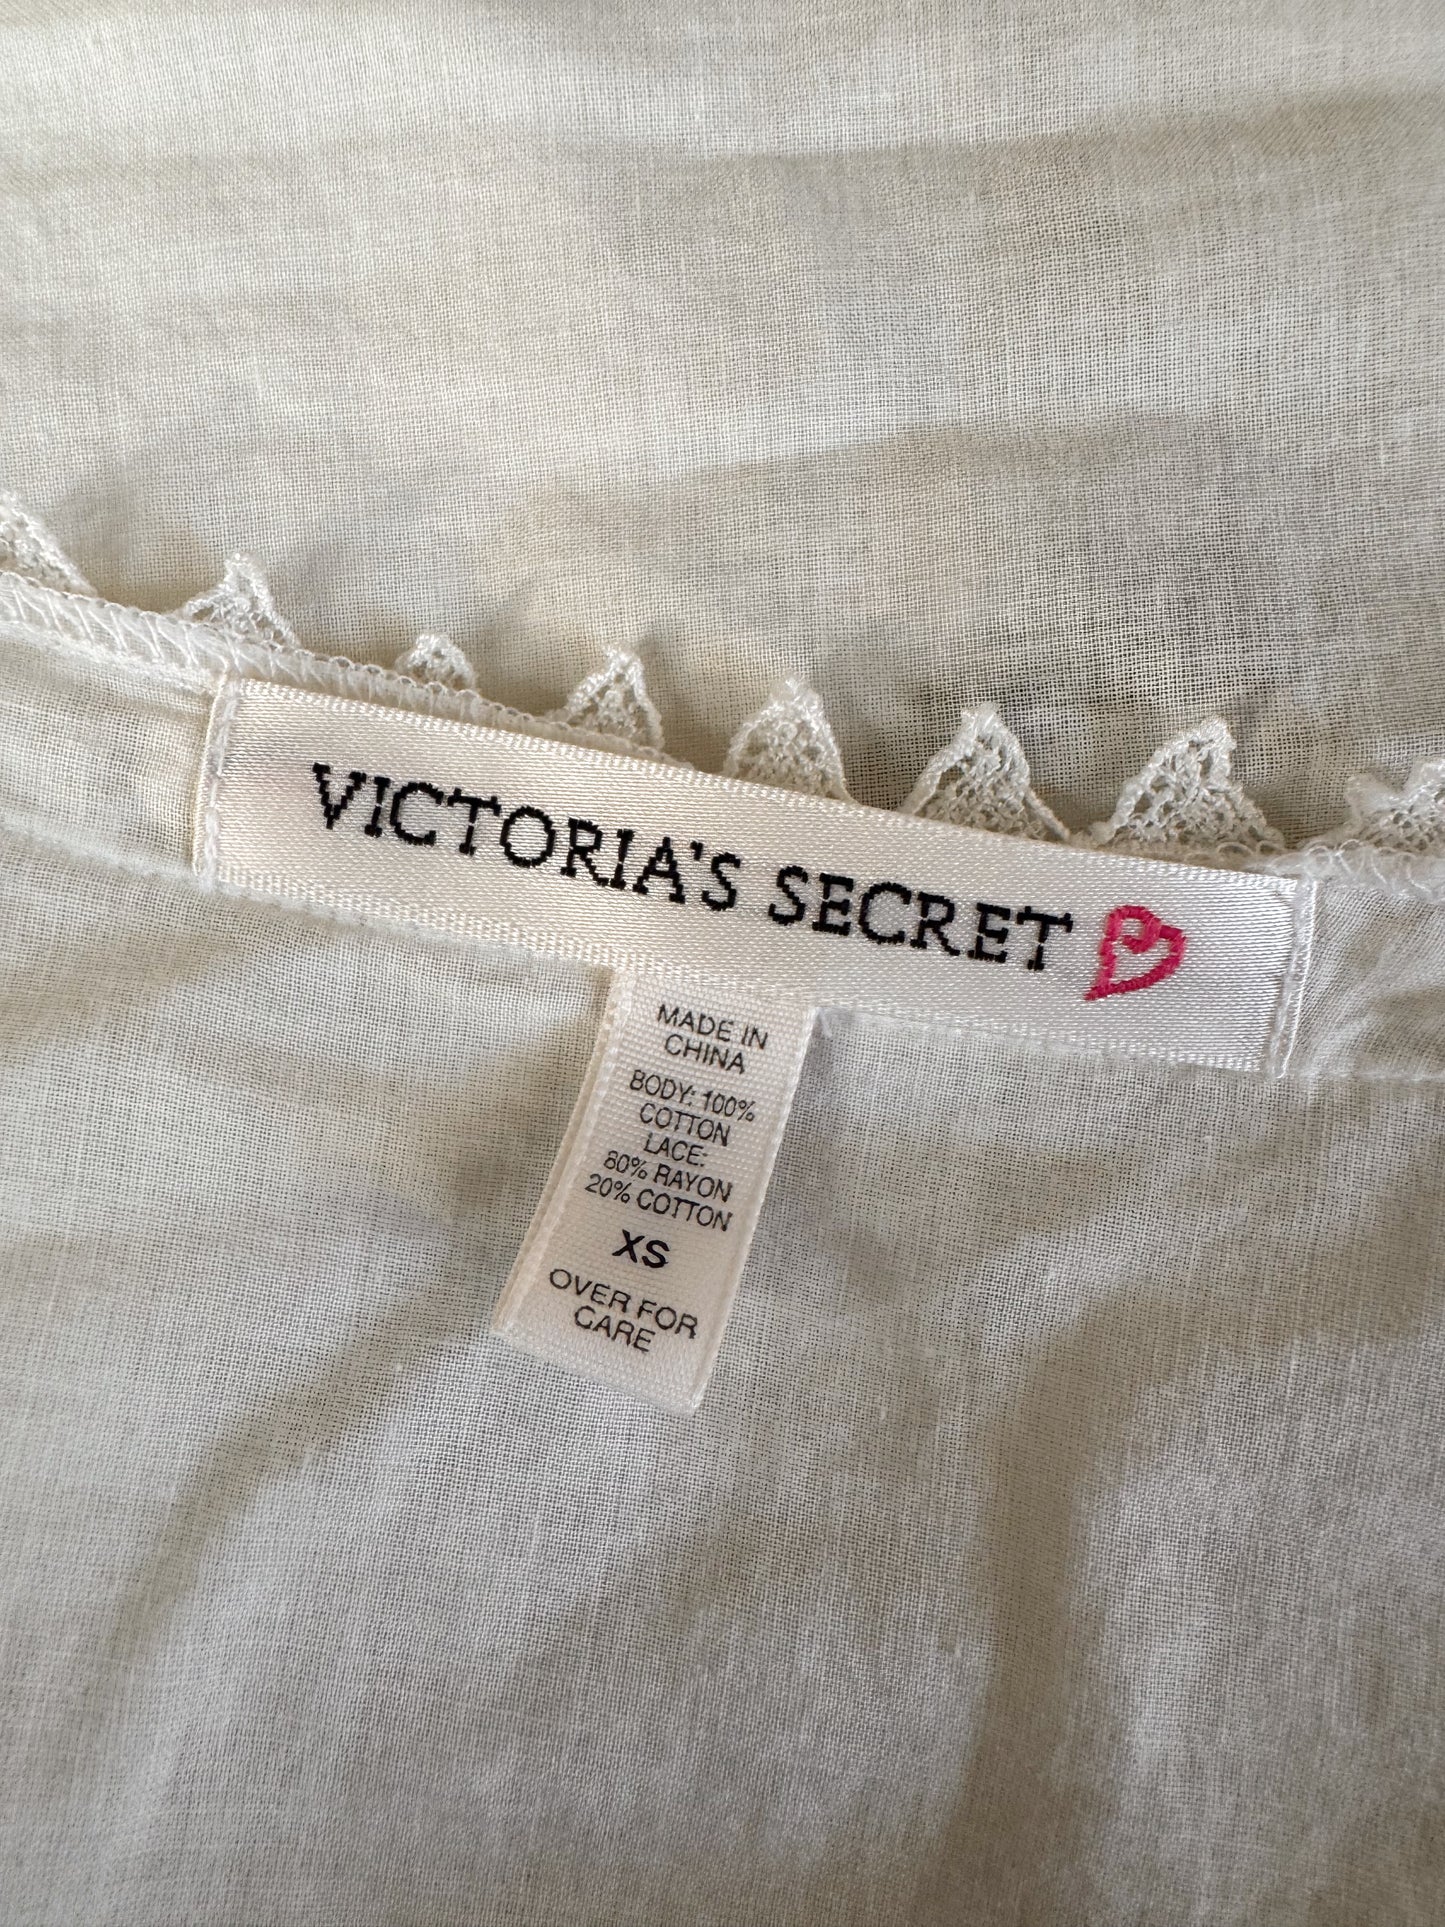 VICTORIA'S SECRET
MADE IN
CHINA
BODY: 100%
COTTON
LACE:
80% RAYON
20% COTTON
XS
OVER FOR
CARE